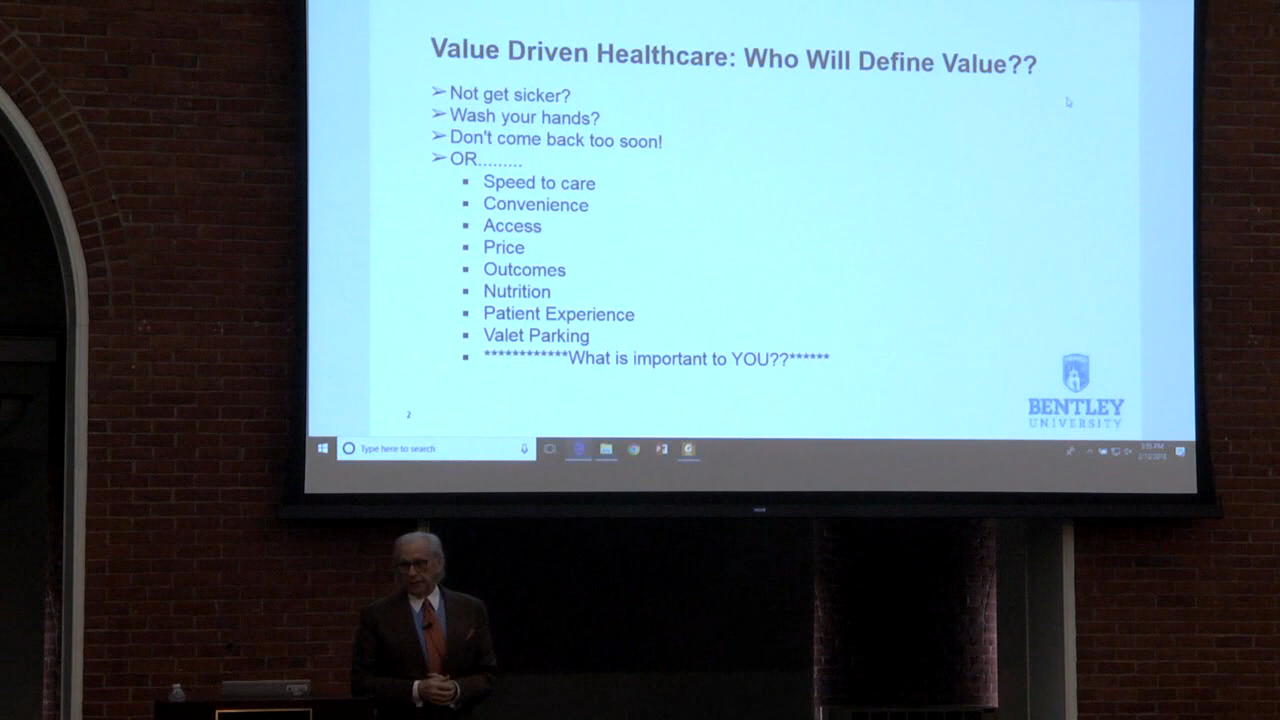 Value Driven Healthcare: Who Will Define Value??
➢ Not get sicker?
➢ Wash your hands?
➢ Don't come back too soon!
➢ OR.........
▪ Speed to care
▪ Convenience
▪ Access
▪ Price
▪ Outcomes
▪ Nutrition
▪ Patient Experience
▪ Valet Parking
▪ ************What is important to YOU??******
2
BENTLEY
UNIVERSITY
Type here to search